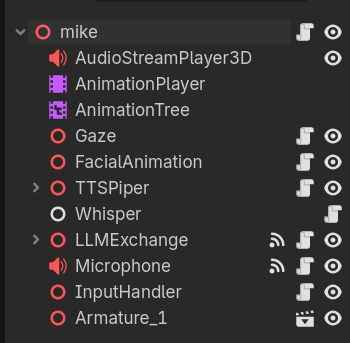 mike
AudioStreamPlayer3D
AnimationPlayer
AnimationTree
Gaze
FacialAnimation
TTSPiper
Whisper
LLMExchange
Microphone
InputHandler
Armature_1